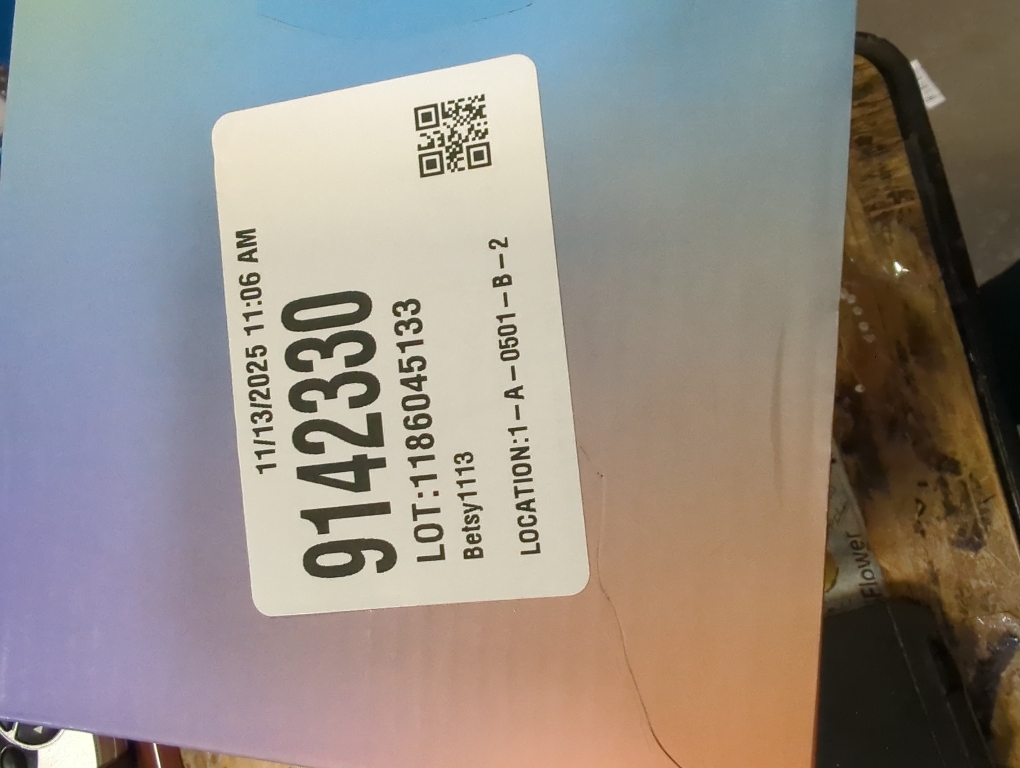 11/13/2025 11:06 AM
9142330
LOT:1186045133
Betsy1113
LOCATION:1-A-0501-B-2
Flower